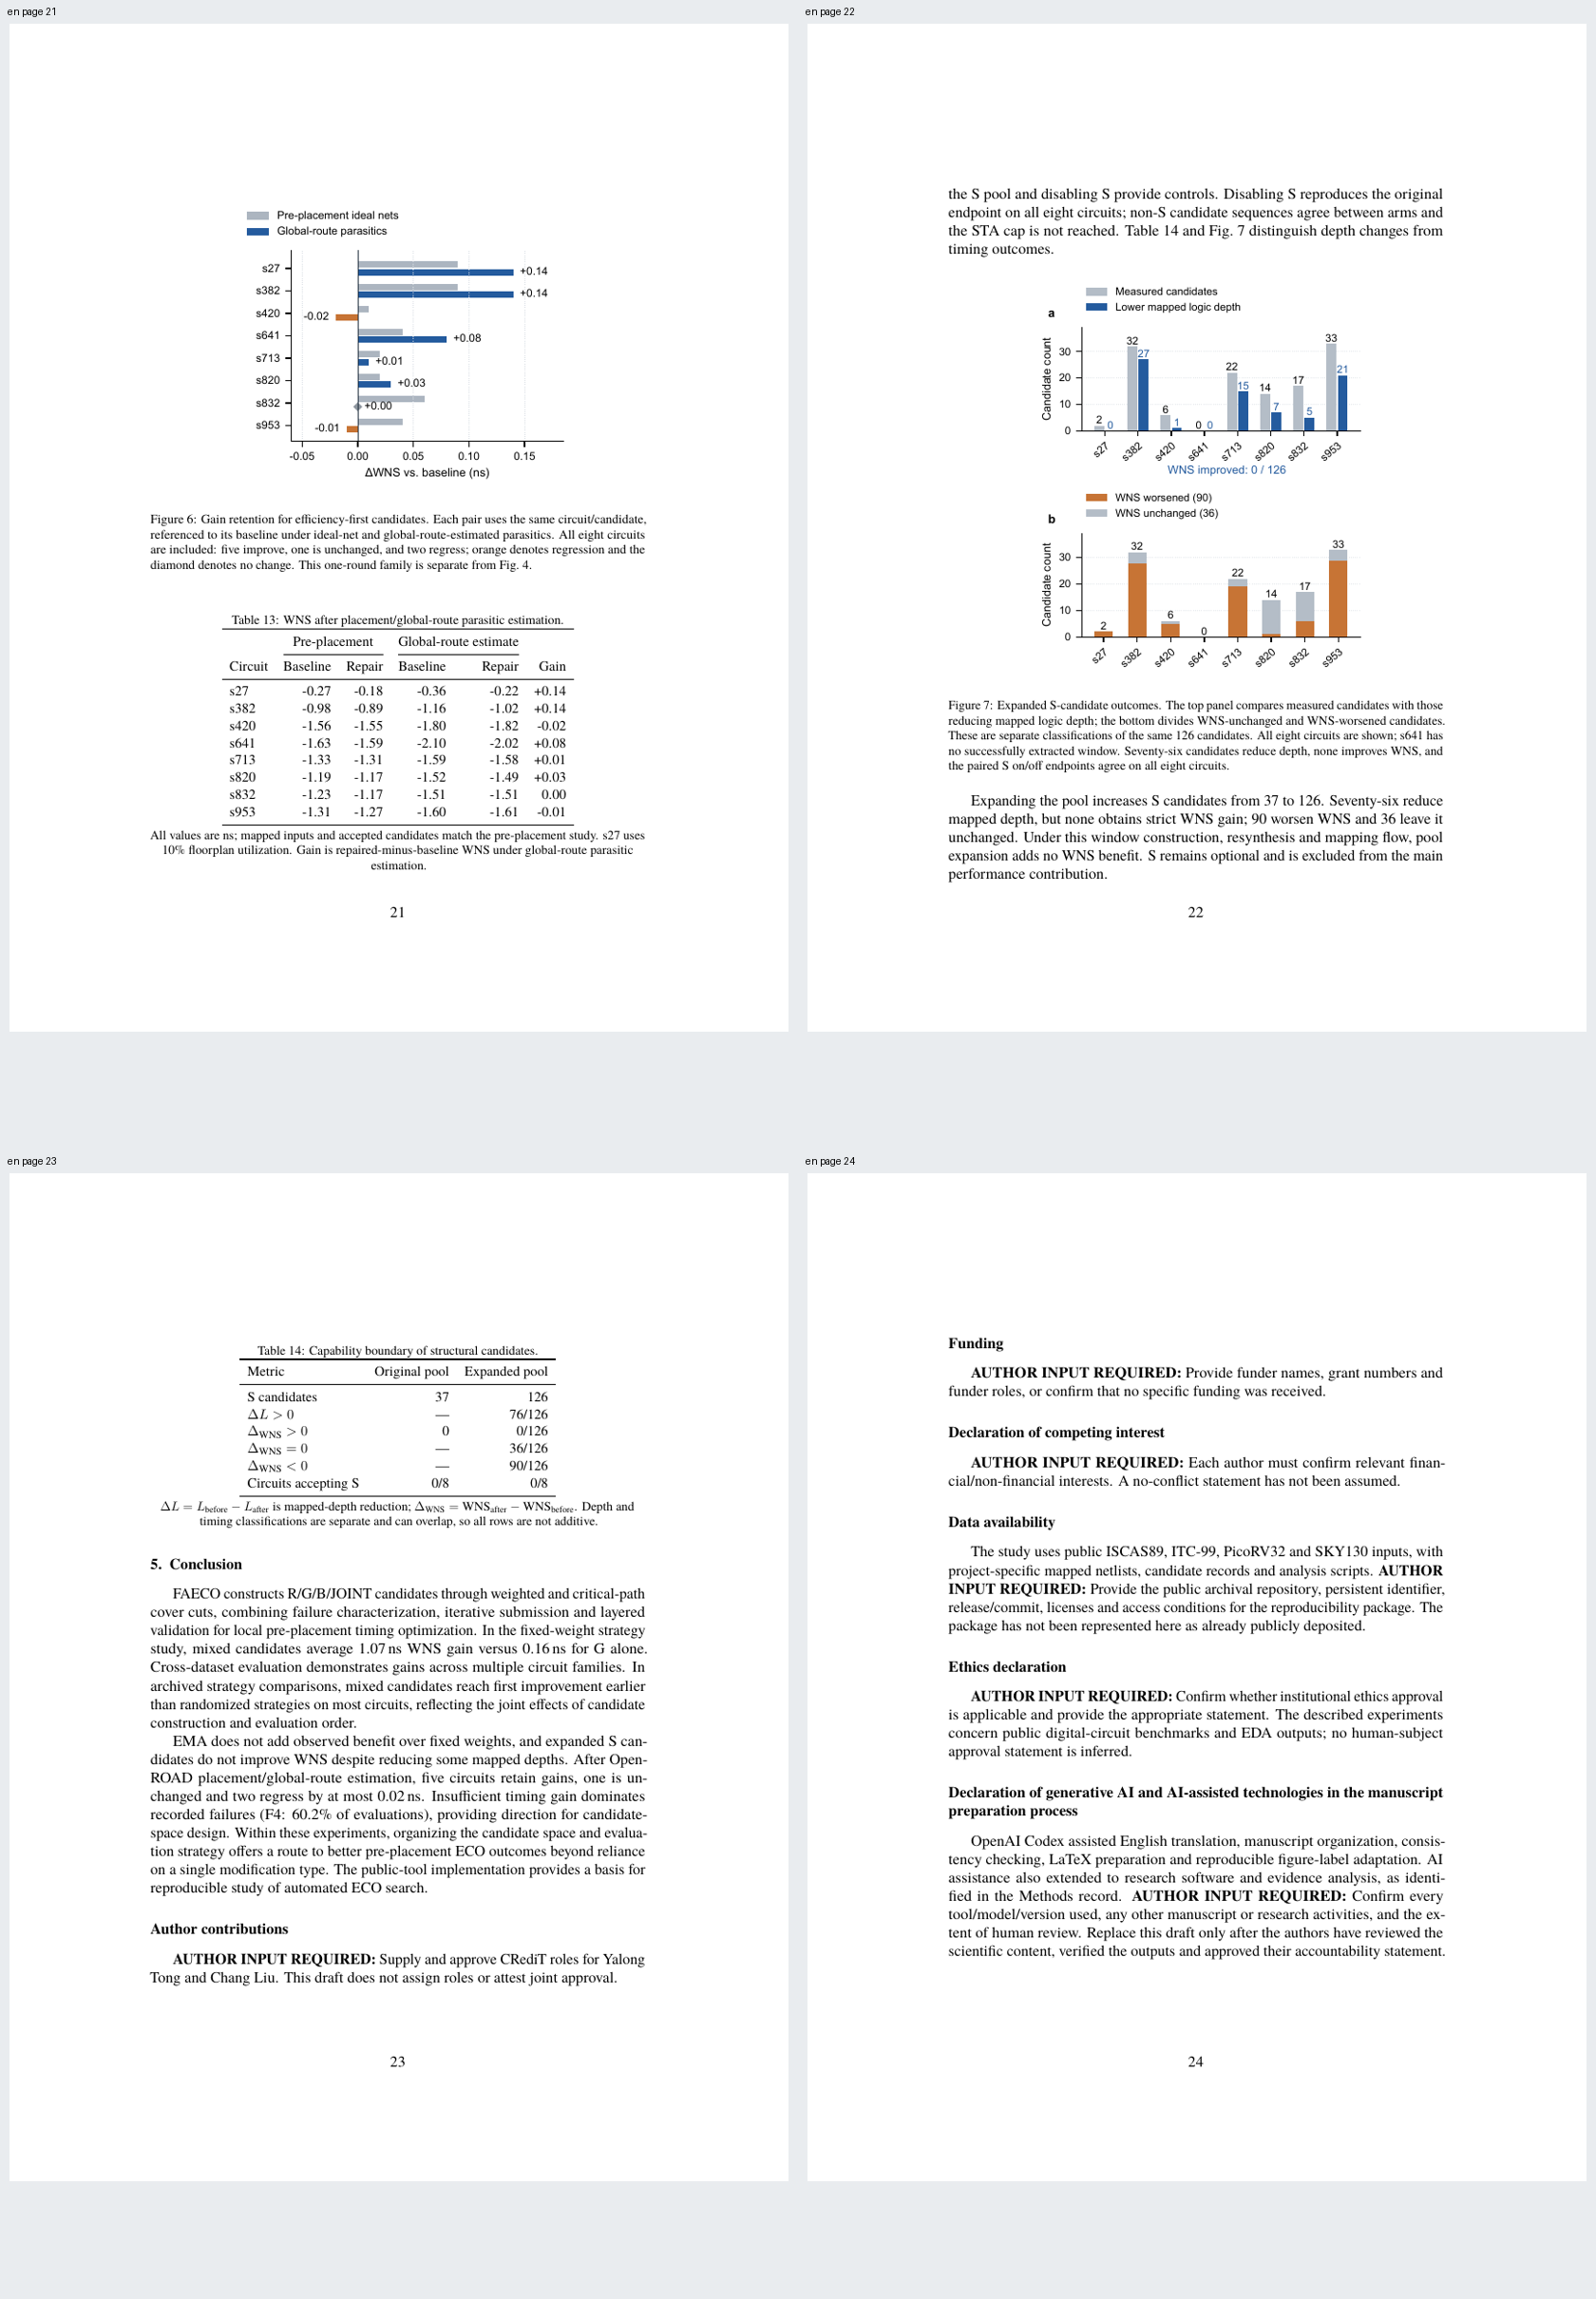 en page 21
Pre-placement ideal nets
Global-route parasitics
s27
+0.14
s382
+0.14
s420
-0.02
s641
+0.08
s713
+0.01
s820
+0.03
s832
+0.00
s953
-0.01
-0.05 0.00 0.05 0.10 0.15
ΔWNS vs. baseline (ns)
Figure 6: Gain retention for efficiency-first candidates. Each pair uses the same circuit/candidate,
referenced to its baseline under ideal-net and global-route-estimated parasitics. All eight circuits
are included: five improve, one is unchanged, and two regress; orange denotes regression and the
diamond denotes no change. This one-round family is separate from Fig. 4.
Table 13: WNS after placement/global-route parasitic estimation.
Pre-placement Global-route estimate
Circuit Baseline Repair Baseline Repair Gain
s27 -0.27 -0.18 -0.36 -0.22 +0.14
s382 -0.98 -0.89 -1.16 -1.02 +0.14
s420 -1.56 -1.55 -1.80 -1.82 -0.02
s641 -1.63 -1.59 -2.10 -2.02 +0.08
s713 -1.33 -1.31 -1.59 -1.58 +0.01
s820 -1.19 -1.17 -1.52 -1.49 +0.03
s832 -1.23 -1.17 -1.51 -1.51 0.00
s953 -1.31 -1.27 -1.60 -1.61 -0.01
All values are ns; mapped inputs and accepted candidates match the pre-placement study. s27 uses
10% floorplan utilization. Gain is repaired-minus-baseline WNS under global-route parasitic
estimation.
21
en page 22
the S pool and disabling S provide controls. Disabling S reproduces the original
endpoint on all eight circuits; non-S candidate sequences agree between arms and
the STA cap is not reached. Table 14 and Fig. 7 distinguish depth changes from
timing outcomes.
Measured candidates
Lower mapped logic depth
a
Candidate count
30
20
10
0
2 0 32 27 6 1 0 0 22 15 14 7 17 5 33 21
s27 s382 s420 s641 s713 s820 s832 s953
WNS improved: 0 / 126
WNS worsened (90)
WNS unchanged (36)
b
Candidate count
30
20
10
0
2 32 6 0 22 14 17 33
s27 s382 s420 s641 s713 s820 s832 s953
Figure 7: Expanded S-candidate outcomes. The top panel compares measured candidates with those
reducing mapped logic depth; the bottom divides WNS-unchanged and WNS-worsened candidates.
These are separate classifications of the same 126 candidates. All eight circuits are shown; s641 has
no successfully extracted window. Seventy-six candidates reduce depth, none improves WNS, and
the paired S on/off endpoints agree on all eight circuits.
Expanding the pool increases S candidates from 37 to 126. Seventy-six reduce
mapped depth, but none obtains strict WNS gain; 90 worsen WNS and 36 leave it
unchanged. Under this window construction, resynthesis and mapping flow, pool
expansion adds no WNS benefit. S remains optional and is excluded from the main
performance contribution.
22
en page 23
Table 14: Capability boundary of structural candidates.
Metric Original pool Expanded pool
S candidates 37 126
ΔL > 0 — 76/126
Δ_WNS > 0 0 0/126
Δ_WNS = 0 — 36/126
Δ_WNS < 0 — 90/126
Circuits accepting S 0/8 0/8
ΔL = L_before − L_after is mapped-depth reduction; Δ_WNS = WNS_after − WNS_before. Depth and
timing classifications are separate and can overlap, so all rows are not additive.
5. Conclusion
FAECO constructs R/G/B/JOINT candidates through weighted and critical-path
cover cuts, combining failure characterization, iterative submission and layered
validation for local pre-placement timing optimization. In the fixed-weight strategy
study, mixed candidates average 1.07 ns WNS gain versus 0.16 ns for G alone.
Cross-dataset evaluation demonstrates gains across multiple circuit families. In
archived strategy comparisons, mixed candidates reach first improvement earlier
than randomized strategies on most circuits, reflecting the joint effects of candidate
construction and evaluation order.
EMA does not add observed benefit over fixed weights, and expanded S can-
didates do not improve WNS despite reducing some mapped depths. After Open-
ROAD placement/global-route estimation, five circuits retain gains, one is un-
changed and two regress by at most 0.02 ns. Insufficient timing gain dominates
recorded failures (F4: 60.2% of evaluations), providing direction for candidate-
space design. Within these experiments, organizing the candidate space and evalua-
tion strategy offers a route to better pre-placement ECO outcomes beyond reliance
on a single modification type. The public-tool implementation provides a basis for
reproducible study of automated ECO search.
Author contributions
AUTHOR INPUT REQUIRED: Supply and approve CRediT roles for Yalong
Tong and Chang Liu. This draft does not assign roles or attest joint approval.
23
en page 24
Funding
AUTHOR INPUT REQUIRED: Provide funder names, grant numbers and
funder roles, or confirm that no specific funding was received.
Declaration of competing interest
AUTHOR INPUT REQUIRED: Each author must confirm relevant finan-
cial/non-financial interests. A no-conflict statement has not been assumed.
Data availability
The study uses public ISCAS89, ITC-99, PicoRV32 and SKY130 inputs, with
project-specific mapped netlists, candidate records and analysis scripts. AUTHOR
INPUT REQUIRED: Provide the public archival repository, persistent identifier,
release/commit, licenses and access conditions for the reproducibility package. The
package has not been represented here as already publicly deposited.
Ethics declaration
AUTHOR INPUT REQUIRED: Confirm whether institutional ethics approval
is applicable and provide the appropriate statement. The described experiments
concern public digital-circuit benchmarks and EDA outputs; no human-subject
approval statement is inferred.
Declaration of generative AI and AI-assisted technologies in the manuscript
preparation process
OpenAI Codex assisted English translation, manuscript organization, consis-
tency checking, LaTeX preparation and reproducible figure-label adaptation. AI
assistance also extended to research software and evidence analysis, as identi-
fied in the Methods record. AUTHOR INPUT REQUIRED: Confirm every
tool/model/version used, any other manuscript or research activities, and the ex-
tent of human review. Replace this draft only after the authors have reviewed the
scientific content, verified the outputs and approved their accountability statement.
24